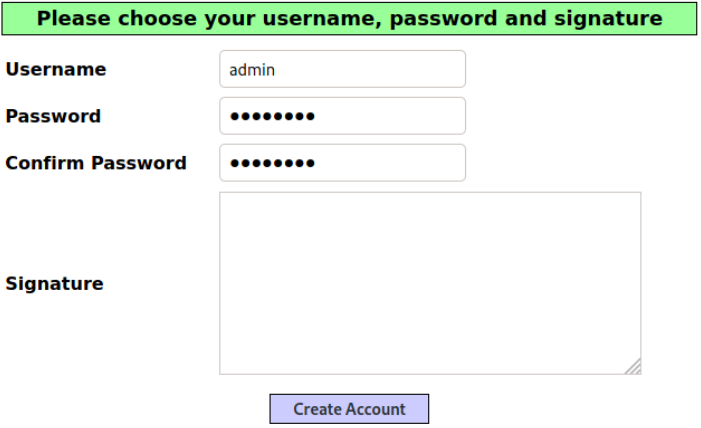 Please choose your username, password and signature
Username admin
Password ••••••••
Confirm Password ••••••••
Signature
Create Account